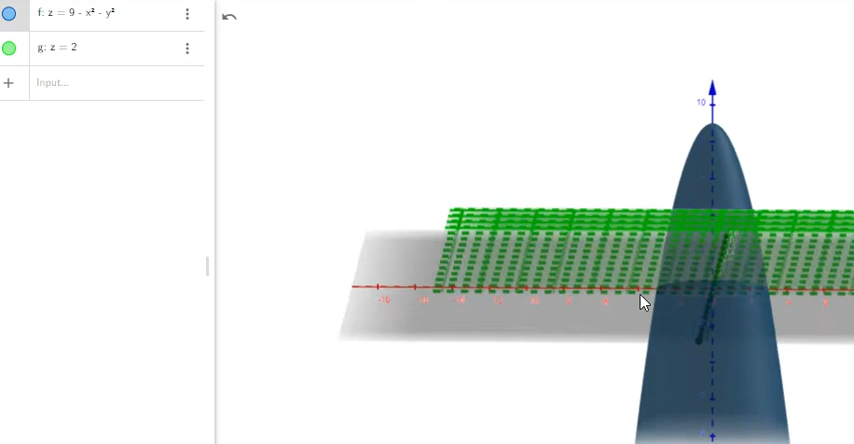 f: z = 9 - x² - y²
g: z = 2
Input...
10